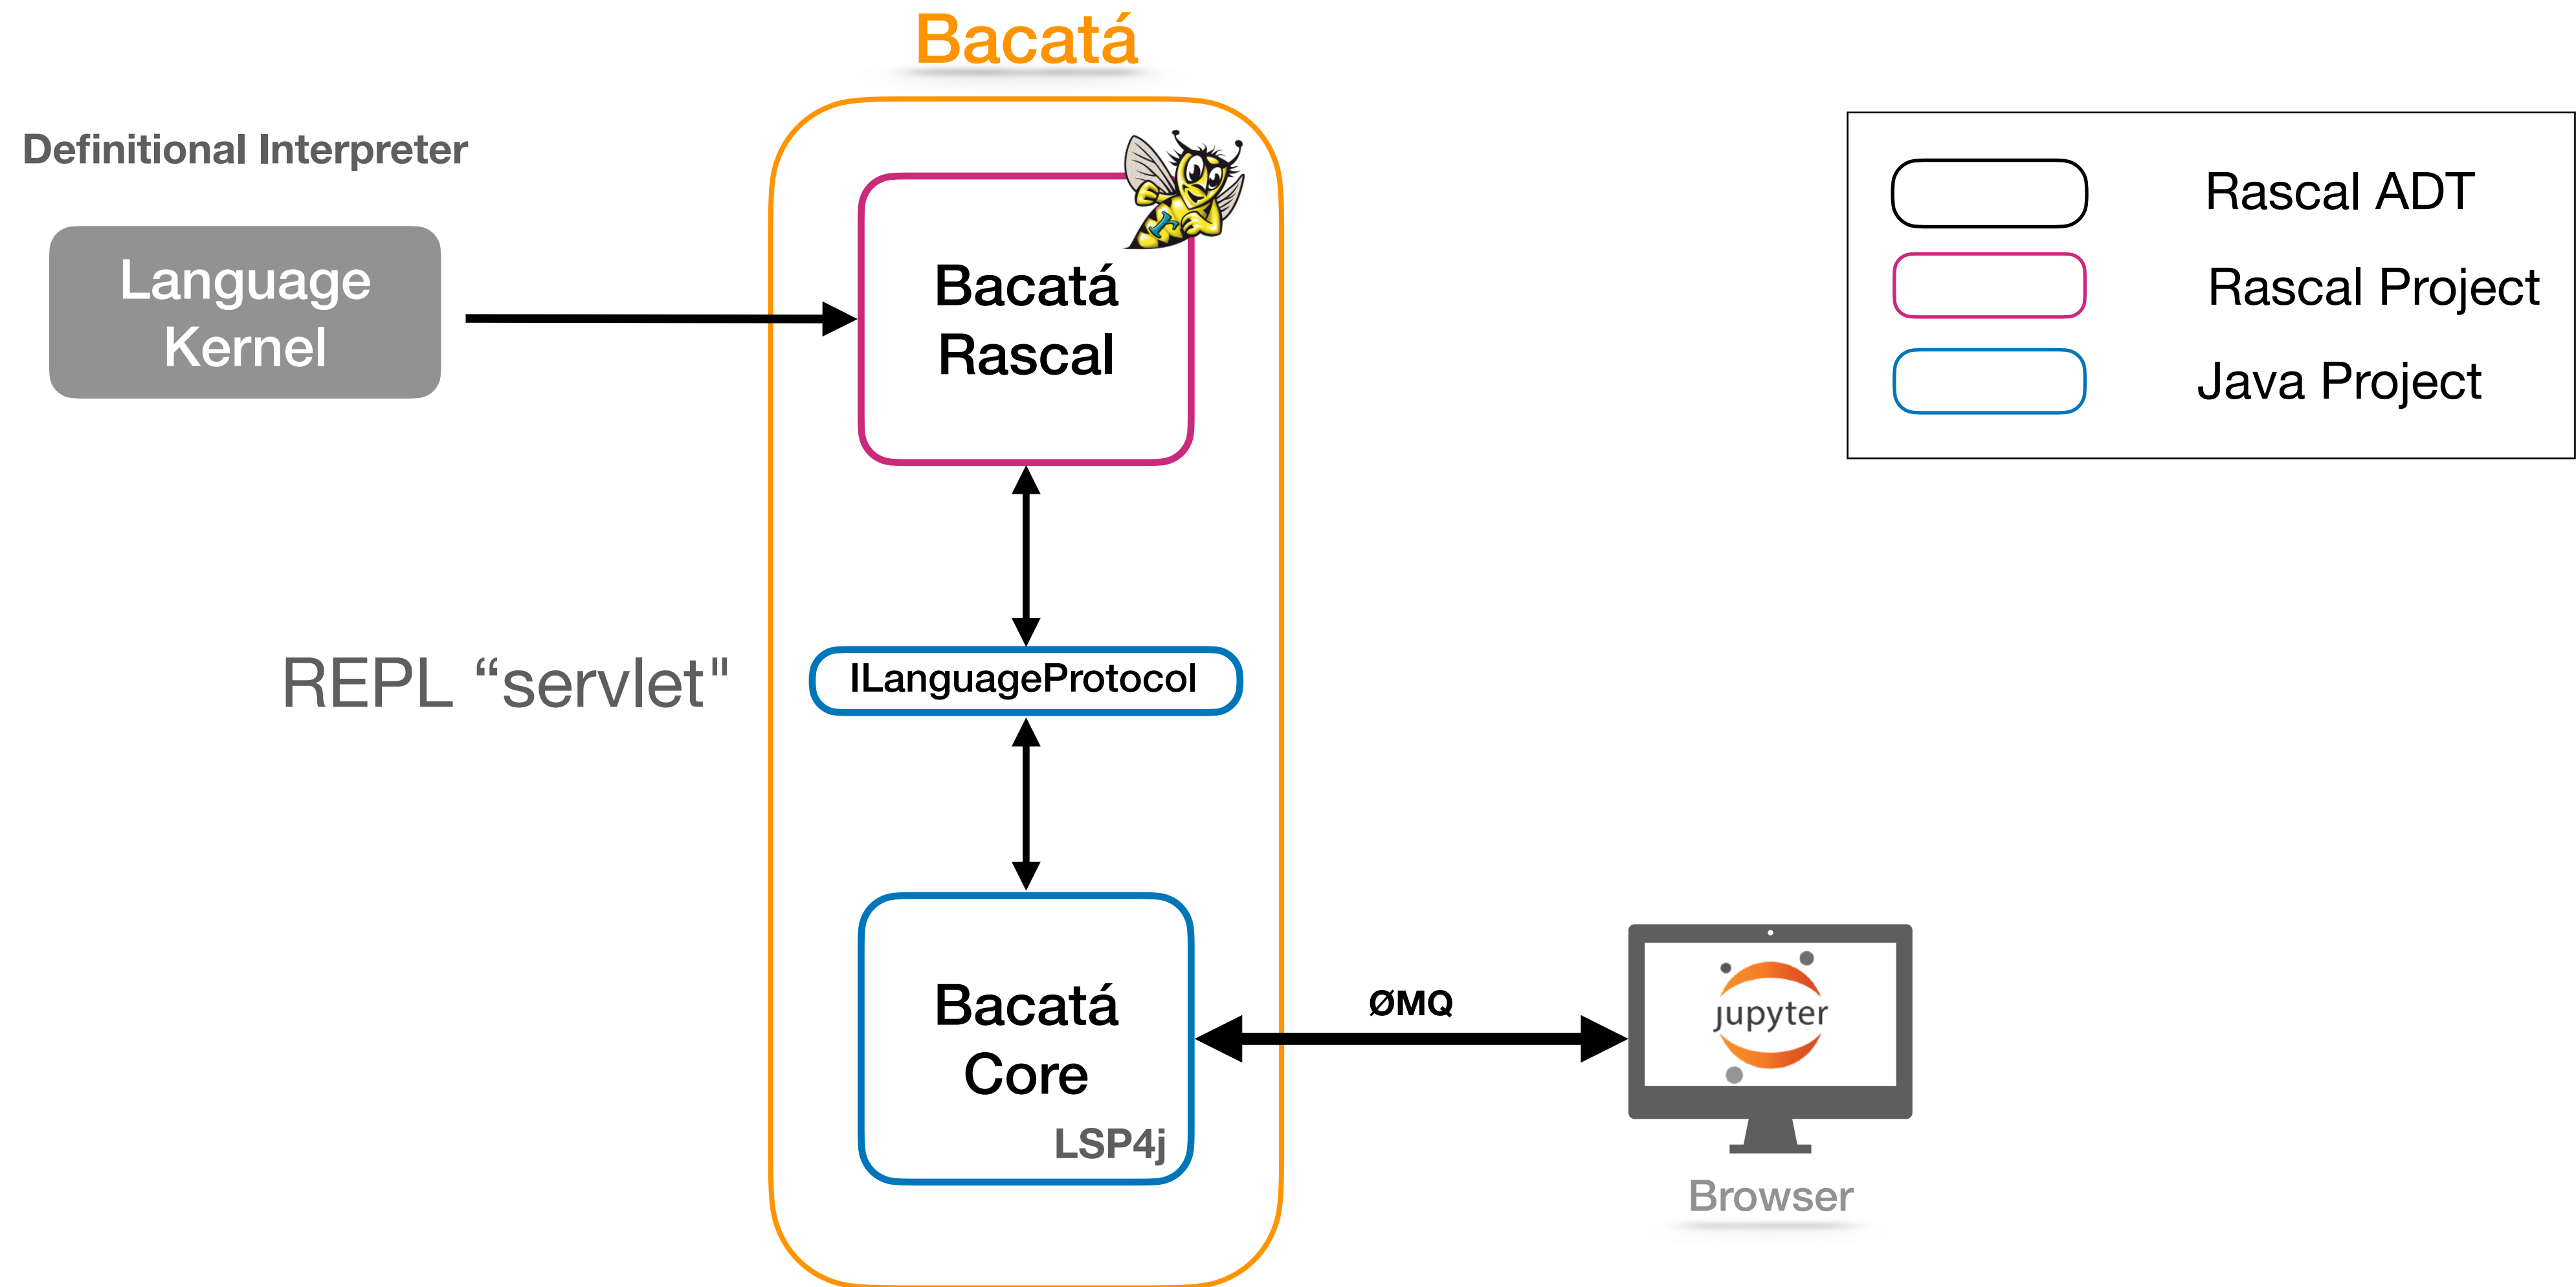 Bacatá
Definitional Interpreter
Language
Kernel
Bacatá
Rascal
r
Rascal ADT
Rascal Project
Java Project
REPL “servlet"
ILanguageProtocol
Bacatá
Core
LSP4j
ØMQ
jupyter
Browser